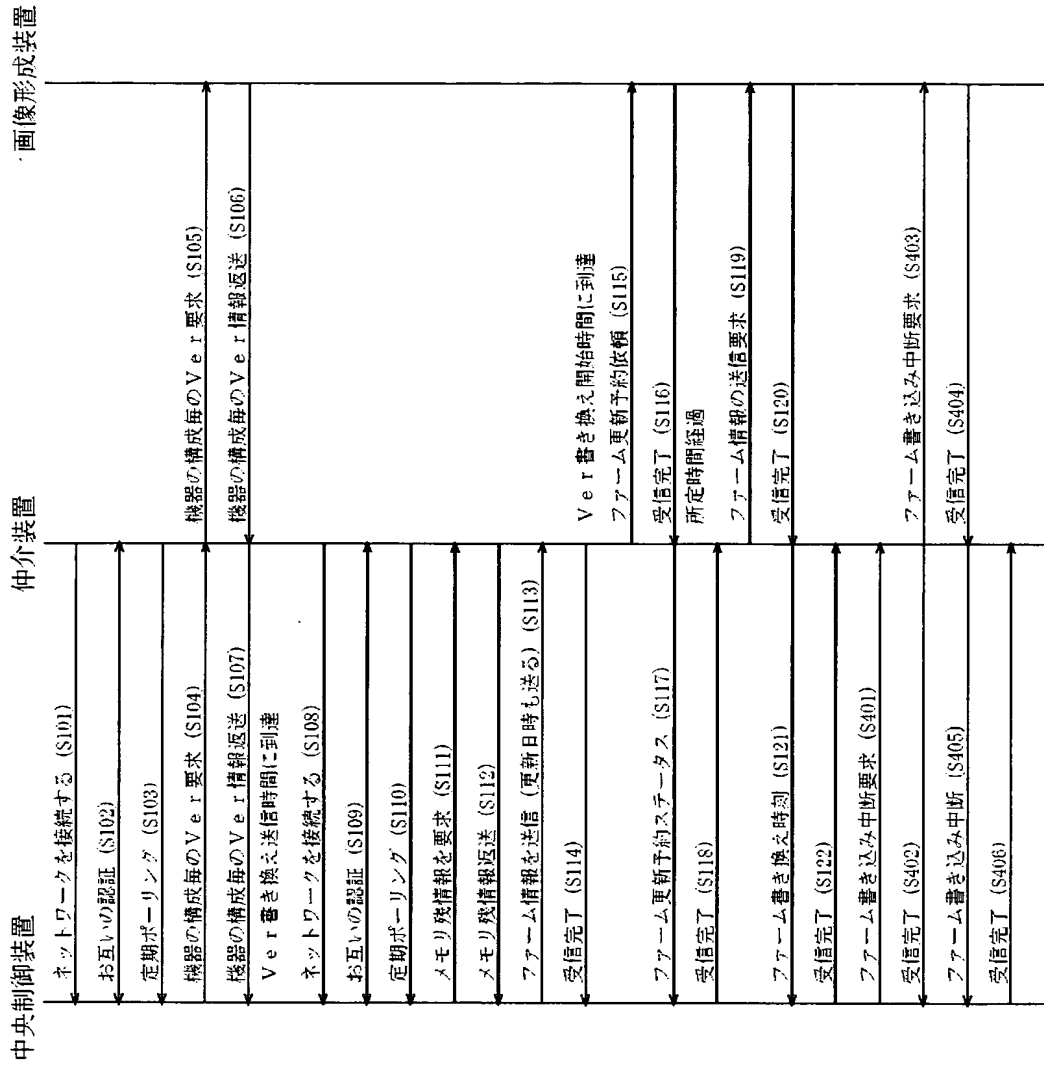 中央制御装置
仲介装置
画像形成装置
ネットワークを接続する (S101)
お互いの認証 (S102)
定期ポーリング (S103)
機器の構成毎のVer要求 (S104)
機器の構成毎のVer要求 (S105)
機器の構成毎のVer情報返送 (S106)
機器の構成毎のVer情報返送 (S107)
Ver書き換え送信時間に到達
ネットワークを接続する (S108)
お互いの認証 (S109)
定期ポーリング (S110)
メモリ残情報を要求 (S111)
メモリ残情報返送 (S112)
ファーム情報を送信 (更新日時も送る) (S113)
受信完了 (S114)
Ver書き換え開始時間に到達
ファーム更新予約依頼 (S115)
受信完了 (S116)
ファーム更新予約ステータス (S117)
所定時間経過
受信完了 (S118)
ファーム情報の送信要求 (S119)
受信完了 (S120)
ファーム書き換え時刻 (S121)
受信完了 (S122)
ファーム書き込み中断要求 (S401)
受信完了 (S402)
ファーム書き込み中断要求 (S403)
受信完了 (S404)
ファーム書き込み中断 (S405)
受信完了 (S406)